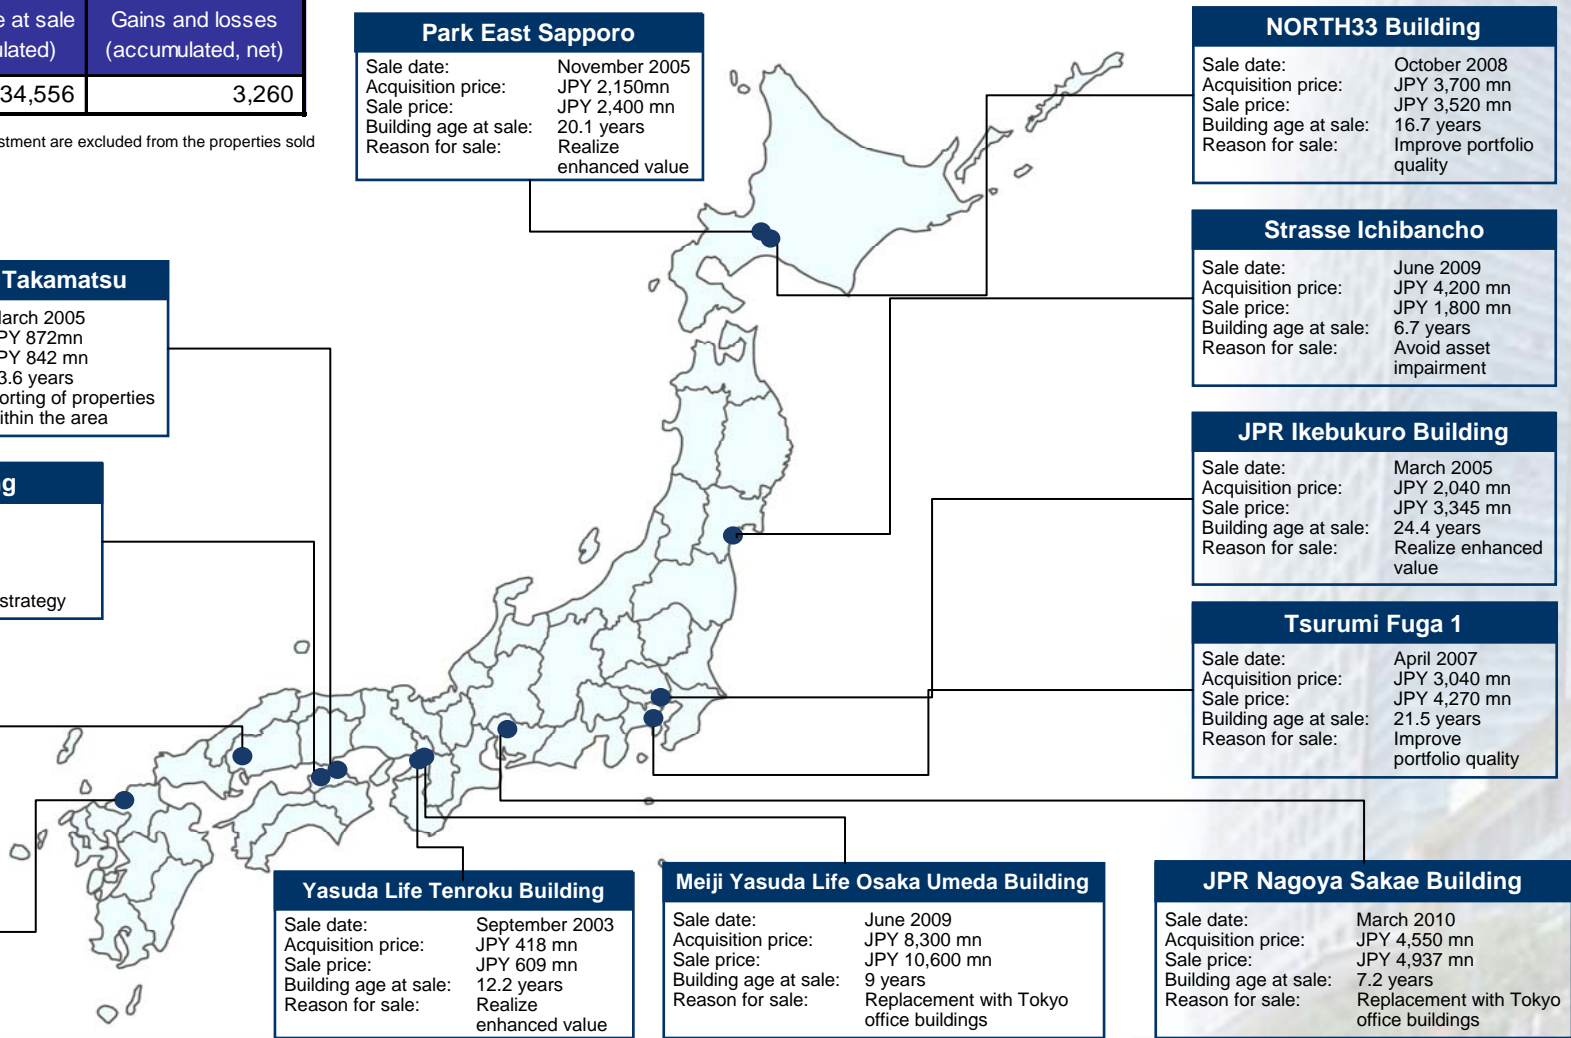 e at sale
ulated)
Gains and losses
(accumulated, net)
34,556
3,260
stment are excluded from the properties sold
Park East Sapporo
Sale date: November 2005
Acquisition price: JPY 2,150mn
Sale price: JPY 2,400 mn
Building age at sale: 20.1 years
Reason for sale: Realize
enhanced value
NORTH33 Building
Sale date: October 2008
Acquisition price: JPY 3,700 mn
Sale price: JPY 3,520 mn
Building age at sale: 16.7 years
Reason for sale: Improve portfolio
quality
Strasse Ichibancho
Sale date: June 2009
Acquisition price: JPY 4,200 mn
Sale price: JPY 1,800 mn
Building age at sale: 6.7 years
Reason for sale: Avoid asset
impairment
Takamatsu
larch 2005
PY 872mn
PY 842 mn
3.6 years
orting of properties
ithin the area
JPR Ikebukuro Building
Sale date: March 2005
Acquisition price: JPY 2,040 mn
Sale price: JPY 3,345 mn
Building age at sale: 24.4 years
Reason for sale: Realize enhanced
value
g
strategy
Tsurumi Fuga 1
Sale date: April 2007
Acquisition price: JPY 3,040 mn
Sale price: JPY 4,270 mn
Building age at sale: 21.5 years
Reason for sale: Improve
portfolio quality
Yasuda Life Tenroku Building
Sale date: September 2003
Acquisition price: JPY 418 mn
Sale price: JPY 609 mn
Building age at sale: 12.2 years
Reason for sale: Realize
enhanced value
Meiji Yasuda Life Osaka Umeda Building
Sale date: June 2009
Acquisition price: JPY 8,300 mn
Sale price: JPY 10,600 mn
Building age at sale: 9 years
Reason for sale: Replacement with Tokyo
office buildings
JPR Nagoya Sakae Building
Sale date: March 2010
Acquisition price: JPY 4,550 mn
Sale price: JPY 4,937 mn
Building age at sale: 7.2 years
Reason for sale: Replacement with Tokyo
office buildings